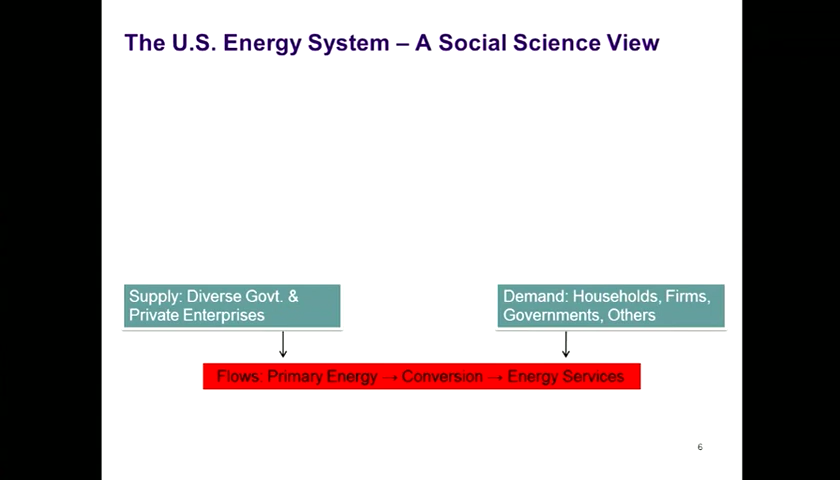 The U.S. Energy System – A Social Science View
Supply: Diverse Govt. &
Private Enterprises
Demand: Households, Firms,
Governments, Others
Flows: Primary Energy → Conversion → Energy Services
6